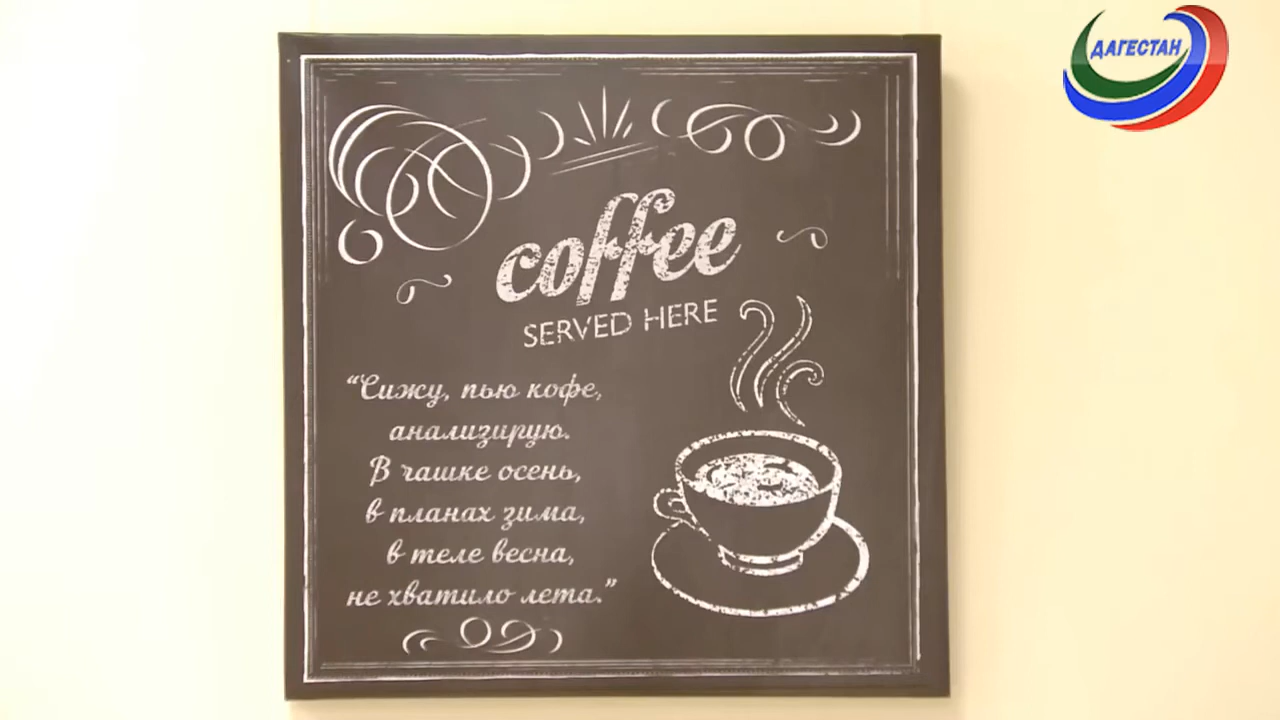 ДАГЕСТАН
coffee
SERVED HERE
“Сижу, пью кофе,
анализирую.
В чашке осень,
в планах зима,
в теле весна,
не хватило лета.”